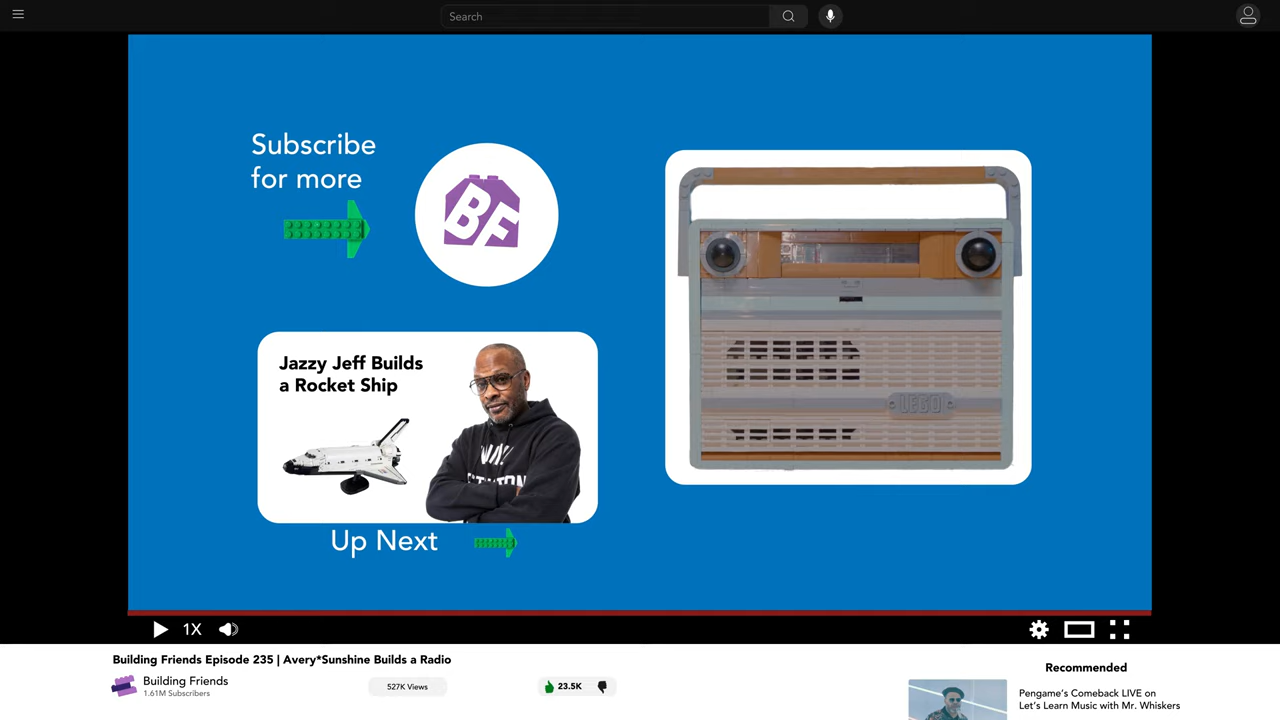 Search
Subscribe
for more
BF
Jazzy Jeff Builds
a Rocket Ship
LEGO
Up Next
1X
Building Friends Episode 235 | Avery*Sunshine Builds a Radio
Building Friends
1.61M Subscribers
527K Views
23.5K
Recommended
Pengame's Comeback LIVE on
Let's Learn Music with Mr. Whiskers